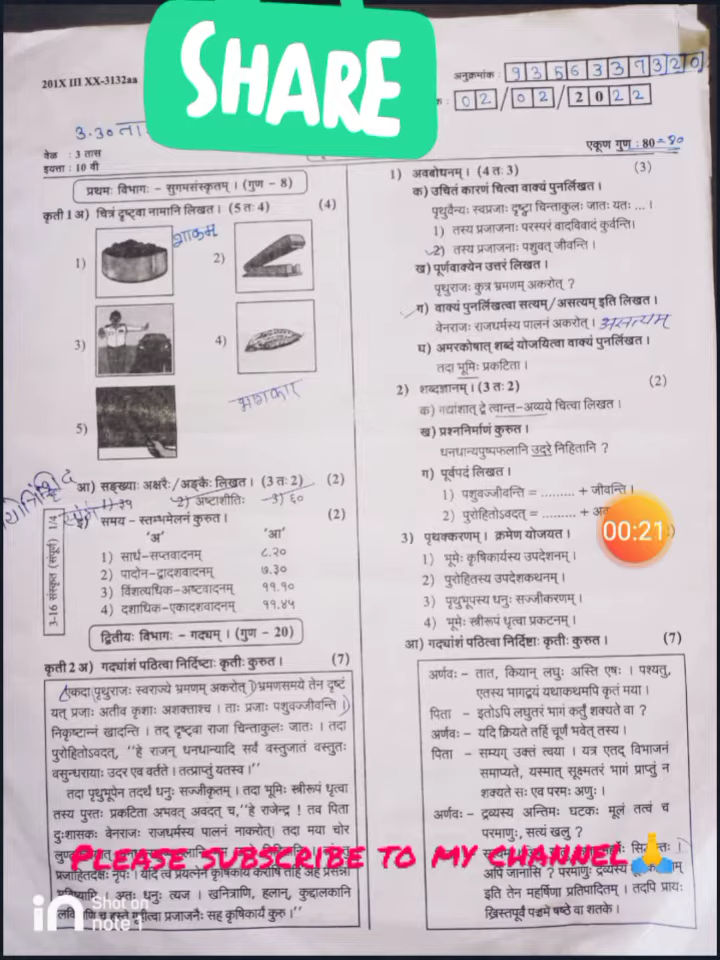 SHARE
201X III XX-3132aa
अनुक्रमांक : 9356337320
02/02/2022
3.30
वेळ : 3 तास
इयत्ता : 10 वी
एकूण गुण : 80 = 80
प्रथमः विभागः – सुगमसंस्कृतम् । (गुण – 8)
कृती 1 अ) चित्रं दृष्ट्वा नामानि लिखत । (5 तः 4) (4)
1) शाकम्
2)
3)
4)
5)
आ) सङ्ख्याः अक्षरैः/अङ्कैः लिखत । (3 तः 2) (2)
1) ३९ 2) अष्टाशीतिः 3) ६०
इ) समय – स्तम्भमेलनं कुरुत । (2)
'अ' 'आ'
1) सार्ध-सप्तवादनम् ८.२०
2) पादोन-द्वादशवादनम् ७.३०
3) विंशत्यधिक-अष्टवादनम् ११.१०
4) दशाधिक-एकादशवादनम् ११.४५
3-16 संस्कृत (संपूर्ण) 1/4
द्वितीयः विभागः – गद्यम् । (गुण – 20)
कृती 2 अ) गद्यांशं पठित्वा निर्दिष्टाः कृतीः कुरुत । (7)
एकदा पृथुराजः स्वराज्ये भ्रमणम् अकरोत् । भ्रमणसमये तेन दृष्टं
यत् प्रजाः अतीव कृशाः अशक्ताश्च । ताः प्रजाः पशुवज्जीवन्ति ।
निकृष्टान्नं खादन्ति । तद् दृष्ट्वा राजा चिन्ताकुलः जातः । तदा
पुरोहितोऽवदत्, ''हे राजन् धनधान्यादि सर्वं वस्तुजातं वस्तुतः
वसुन्धरायाः उदर एव वर्तते । तत्प्राप्तुं यतस्व ।''
तदा पृथुभूपेन तदर्थं धनुः सज्जीकृतम् । तदा भूमिः स्त्रीरूपं धृत्वा
तस्य पुरतः प्रकटिता अभवत् अवदत् च,''हे राजेन्द्र ! तव पिता
दुःशासकः वेनराजः राजधर्मस्य पालनं नाकरोत्। तदा मया चोर
प्रजाहितदक्षः नृपः । यदि त्वं प्रयत्नेन कृषिकार्यं करोषि तर्हि अहं प्रसन्ना
अतः धनुः त्यज । खनित्राणि, हलान्, कुद्दालकानि
च हस्ते गृहीत्वा प्रजाजनैः सह कृषिकार्यं कुरु ।''
1) अवबोधनम् । (4 तः 3) (3)
क) उचितं कारणं चित्वा वाक्यं पुनर्लिखत ।
पृथुवैन्यः स्वप्रजाः दृष्ट्वा चिन्ताकुलः जातः यतः ... ।
1) तस्य प्रजाजनाः परस्परं वादविवादं कुर्वन्ति।
2) तस्य प्रजाजनाः पशुवत् जीवन्ति ।
ख) पूर्णवाक्येन उत्तरं लिखत ।
पृथुराजः कुत्र भ्रमणम् अकरोत् ?
ग) वाक्यं पुनर्लिखित्वा सत्यम्/असत्यम् इति लिखत ।
वेनराजः राजधर्मस्य पालनं अकरोत्। असत्यम्
घ) अमरकोषात् शब्दं योजयित्वा वाक्यं पुनर्लिखत ।
तदा भूमिः प्रकटिता ।
2) शब्दज्ञानम् । (3 तः 2) (2)
क) गद्यांशात् द्वे त्वान्त-अव्यये चित्वा लिखत ।
ख) प्रश्ननिर्माणं कुरुत ।
धनधान्यपुष्पफलानि उदरे निहितानि ?
ग) पूर्वपदं लिखत ।
1) पशुवज्जीवन्ति = ......... + जीवन्ति ।
2) पुरोहितोऽवदत् = ......... +
00:21
3) पृथक्करणम् । क्रमेण योजयत ।
1) भूमेः कृषिकार्यस्य उपदेशनम् ।
2) पुरोहितस्य उपदेशकथनम् ।
3) पृथुभूपस्य धनुः सज्जीकरणम् ।
4) भूमेः स्त्रीरूपं धृत्वा प्रकटनम् ।
आ) गद्यांशं पठित्वा निर्दिष्टाः कृतीः कुरुत । (7)
अर्णवः – तात, कियान् लघुः अस्ति एषः । पश्यतु,
एतस्य भागद्वयं यथाकथमपि कृतं मया ।
पिता – इतोऽपि लघुतरं भागं कर्तुं शक्यते वा ?
अर्णवः – यदि क्रियते तर्हि चूर्णं भवेत् तस्य ।
पिता – सम्यग् उक्तं त्वया । यत्र एतद् विभाजनं
समाप्यते, यस्मात् सूक्ष्मतरं भागं प्राप्तुं न
शक्यते सः एव परमः अणुः ।
अर्णवः – द्रव्यस्य अन्तिमः घटकः मूलं तत्वं च
परमाणुः, सत्यं खलु ?
अपि जानासि ? परमाणुः द्रव्यस्य
इति तेन महर्षिणा प्रतिपादितम् । तदपि प्रायः
ख्रिस्तपूर्वं पञ्चमे षष्ठे वा शतके ।
PLEASE SUBSCRIBE TO MY CHANNEL
Shot on
note 1